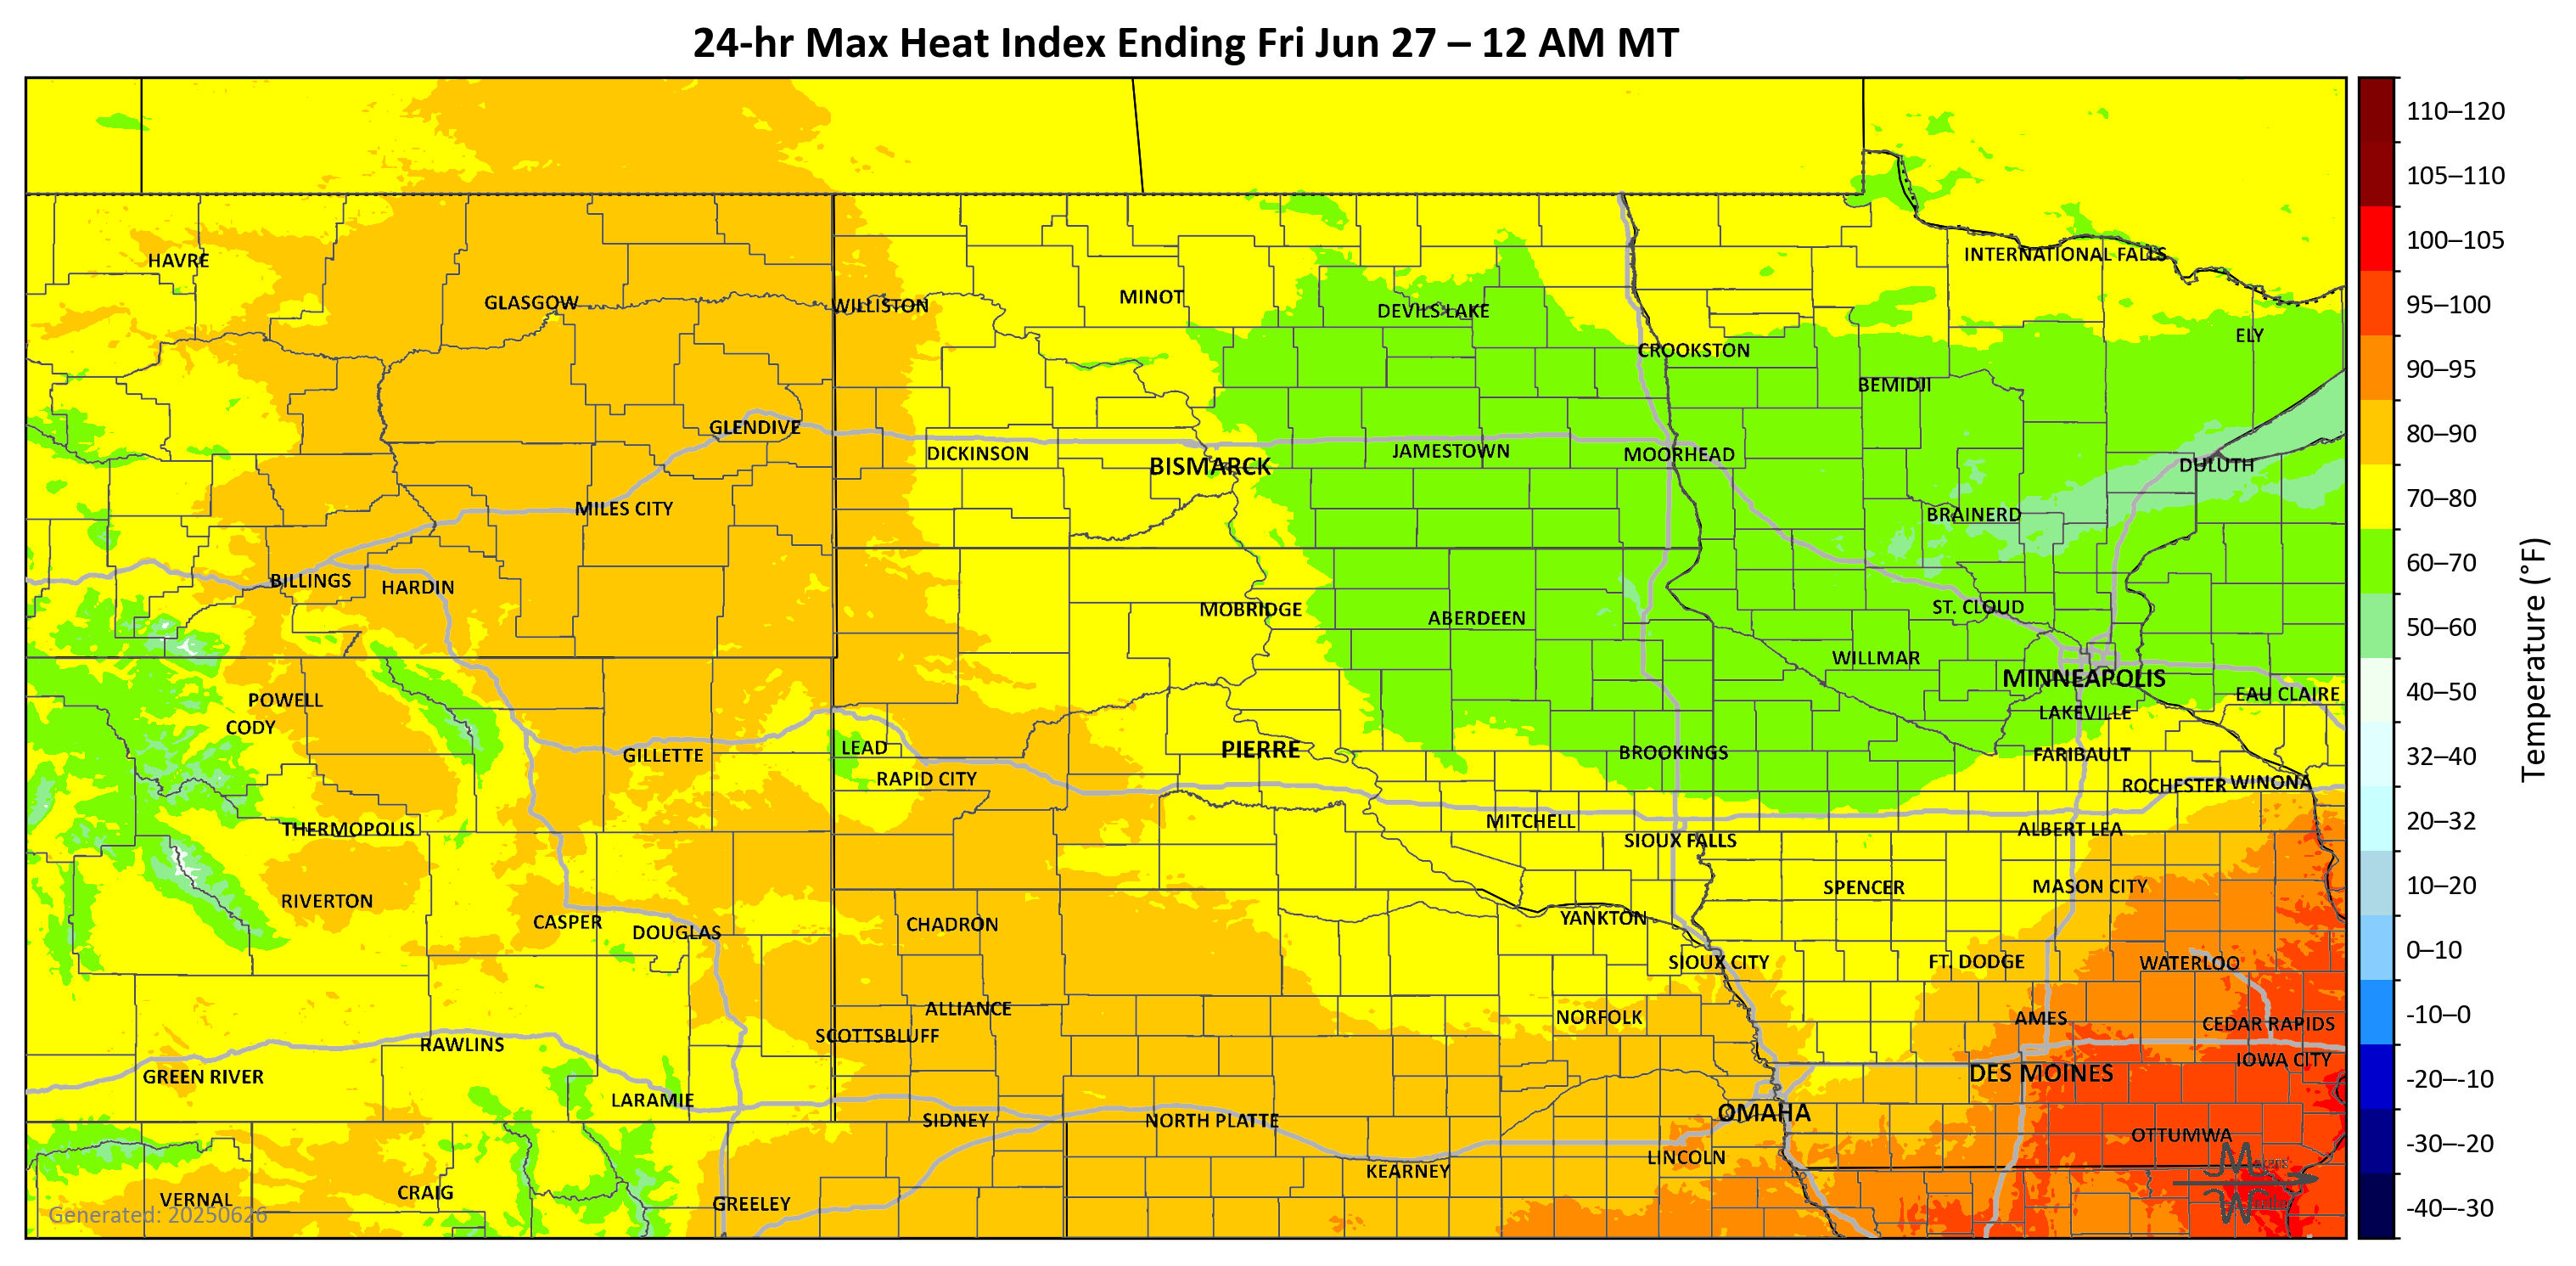 24-hr Max Heat Index Ending Fri Jun 27 – 12 AM MT
110–120
105–110
100–105
95–100
90–95
80–90
70–80
60–70
50–60
40–50
32–40
20–32
10–20
0–10
-10–0
-20–-10
-30–-20
-40–-30
Temperature (°F)
HAVRE
INTERNATIONAL FALLS
GLASGOW
WILLISTON
MINOT
DEVILS LAKE
ELY
CROOKSTON
BEMIDJI
GLENDIVE
DICKINSON
BISMARCK
JAMESTOWN
MOORHEAD
DULUTH
MILES CITY
BRAINERD
BILLINGS
HARDIN
MOBRIDGE
ABERDEEN
ST. CLOUD
WILLMAR
MINNEAPOLIS
EAU CLAIRE
POWELL
CODY
LAKEVILLE
GILLETTE
LEAD
PIERRE
BROOKINGS
FARIBAULT
RAPID CITY
ROCHESTER
WINONA
THERMOPOLIS
MITCHELL
SIOUX FALLS
ALBERT LEA
RIVERTON
SPENCER
MASON CITY
CASPER
DOUGLAS
CHADRON
YANKTON
SIOUX CITY
FT. DODGE
WATERLOO
ALLIANCE
NORFOLK
AMES
CEDAR RAPIDS
SCOTTSBLUFF
RAWLINS
IOWA CITY
GREEN RIVER
DES MOINES
LARAMIE
SIDNEY
NORTH PLATTE
OMAHA
OTTUMWA
LINCOLN
KEARNEY
VERNAL
CRAIG
GREELEY
Generated: 20250626